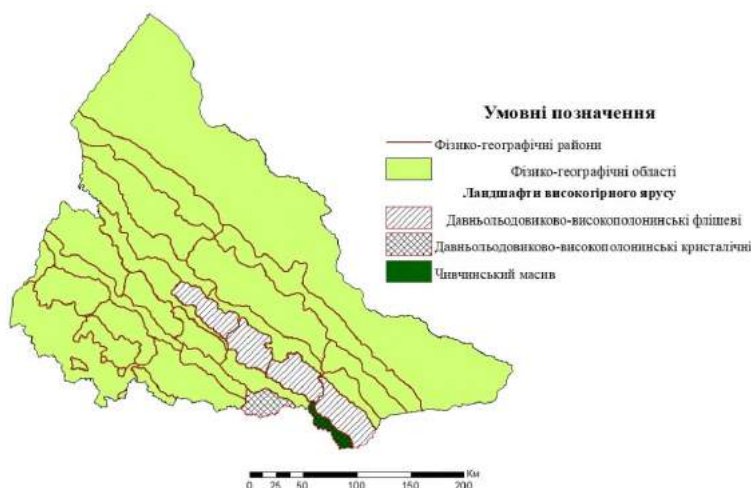 Умовні позначення
Фізико-географічні райони
Фізико-географічні області
Ландшафти високогірного ярусу
Давньольодовиково-високополонинські флішеві
Давньольодовиково-високополонинські кристалічні
Чивчинський масив
Км
0 25 50 100 150 200